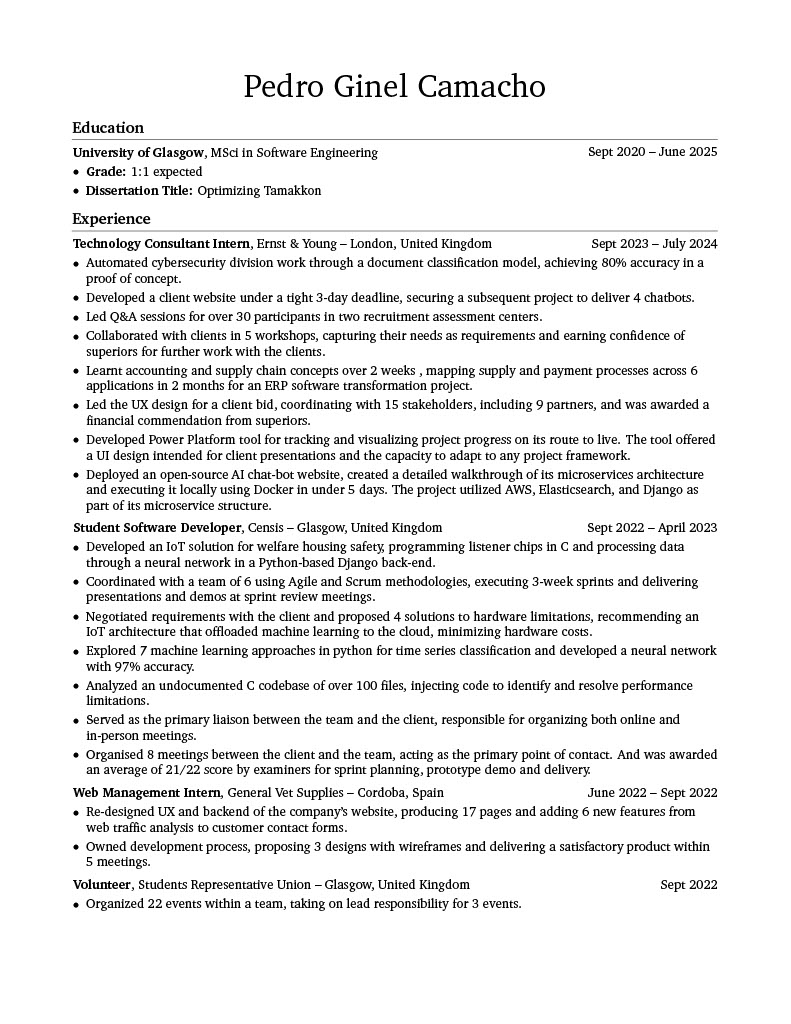 Pedro Ginel Camacho
Education
University of Glasgow, MSci in Software Engineering Sept 2020 – June 2025
• Grade: 1:1 expected
• Dissertation Title: Optimizing Tamakkon
Experience
Technology Consultant Intern, Ernst & Young – London, United Kingdom Sept 2023 – July 2024
• Automated cybersecurity division work through a document classification model, achieving 80% accuracy in a
proof of concept.
• Developed a client website under a tight 3-day deadline, securing a subsequent project to deliver 4 chatbots.
• Led Q&A sessions for over 30 participants in two recruitment assessment centers.
• Collaborated with clients in 5 workshops, capturing their needs as requirements and earning confidence of
superiors for further work with the clients.
• Learnt accounting and supply chain concepts over 2 weeks , mapping supply and payment processes across 6
applications in 2 months for an ERP software transformation project.
• Led the UX design for a client bid, coordinating with 15 stakeholders, including 9 partners, and was awarded a
financial commendation from superiors.
• Developed Power Platform tool for tracking and visualizing project progress on its route to live. The tool offered
a UI design intended for client presentations and the capacity to adapt to any project framework.
• Deployed an open-source AI chat-bot website, created a detailed walkthrough of its microservices architecture
and executing it locally using Docker in under 5 days. The project utilized AWS, Elasticsearch, and Django as
part of its microservice structure.
Student Software Developer, Censis – Glasgow, United Kingdom Sept 2022 – April 2023
• Developed an IoT solution for welfare housing safety, programming listener chips in C and processing data
through a neural network in a Python-based Django back-end.
• Coordinated with a team of 6 using Agile and Scrum methodologies, executing 3-week sprints and delivering
presentations and demos at sprint review meetings.
• Negotiated requirements with the client and proposed 4 solutions to hardware limitations, recommending an
IoT architecture that offloaded machine learning to the cloud, minimizing hardware costs.
• Explored 7 machine learning approaches in python for time series classification and developed a neural network
with 97% accuracy.
• Analyzed an undocumented C codebase of over 100 files, injecting code to identify and resolve performance
limitations.
• Served as the primary liaison between the team and the client, responsible for organizing both online and
in-person meetings.
• Organised 8 meetings between the client and the team, acting as the primary point of contact. And was awarded
an average of 21/22 score by examiners for sprint planning, prototype demo and delivery.
Web Management Intern, General Vet Supplies – Cordoba, Spain June 2022 – Sept 2022
• Re-designed UX and backend of the company's website, producing 17 pages and adding 6 new features from
web traffic analysis to customer contact forms.
• Owned development process, proposing 3 designs with wireframes and delivering a satisfactory product within
5 meetings.
Volunteer, Students Representative Union – Glasgow, United Kingdom Sept 2022
• Organized 22 events within a team, taking on lead responsibility for 3 events.